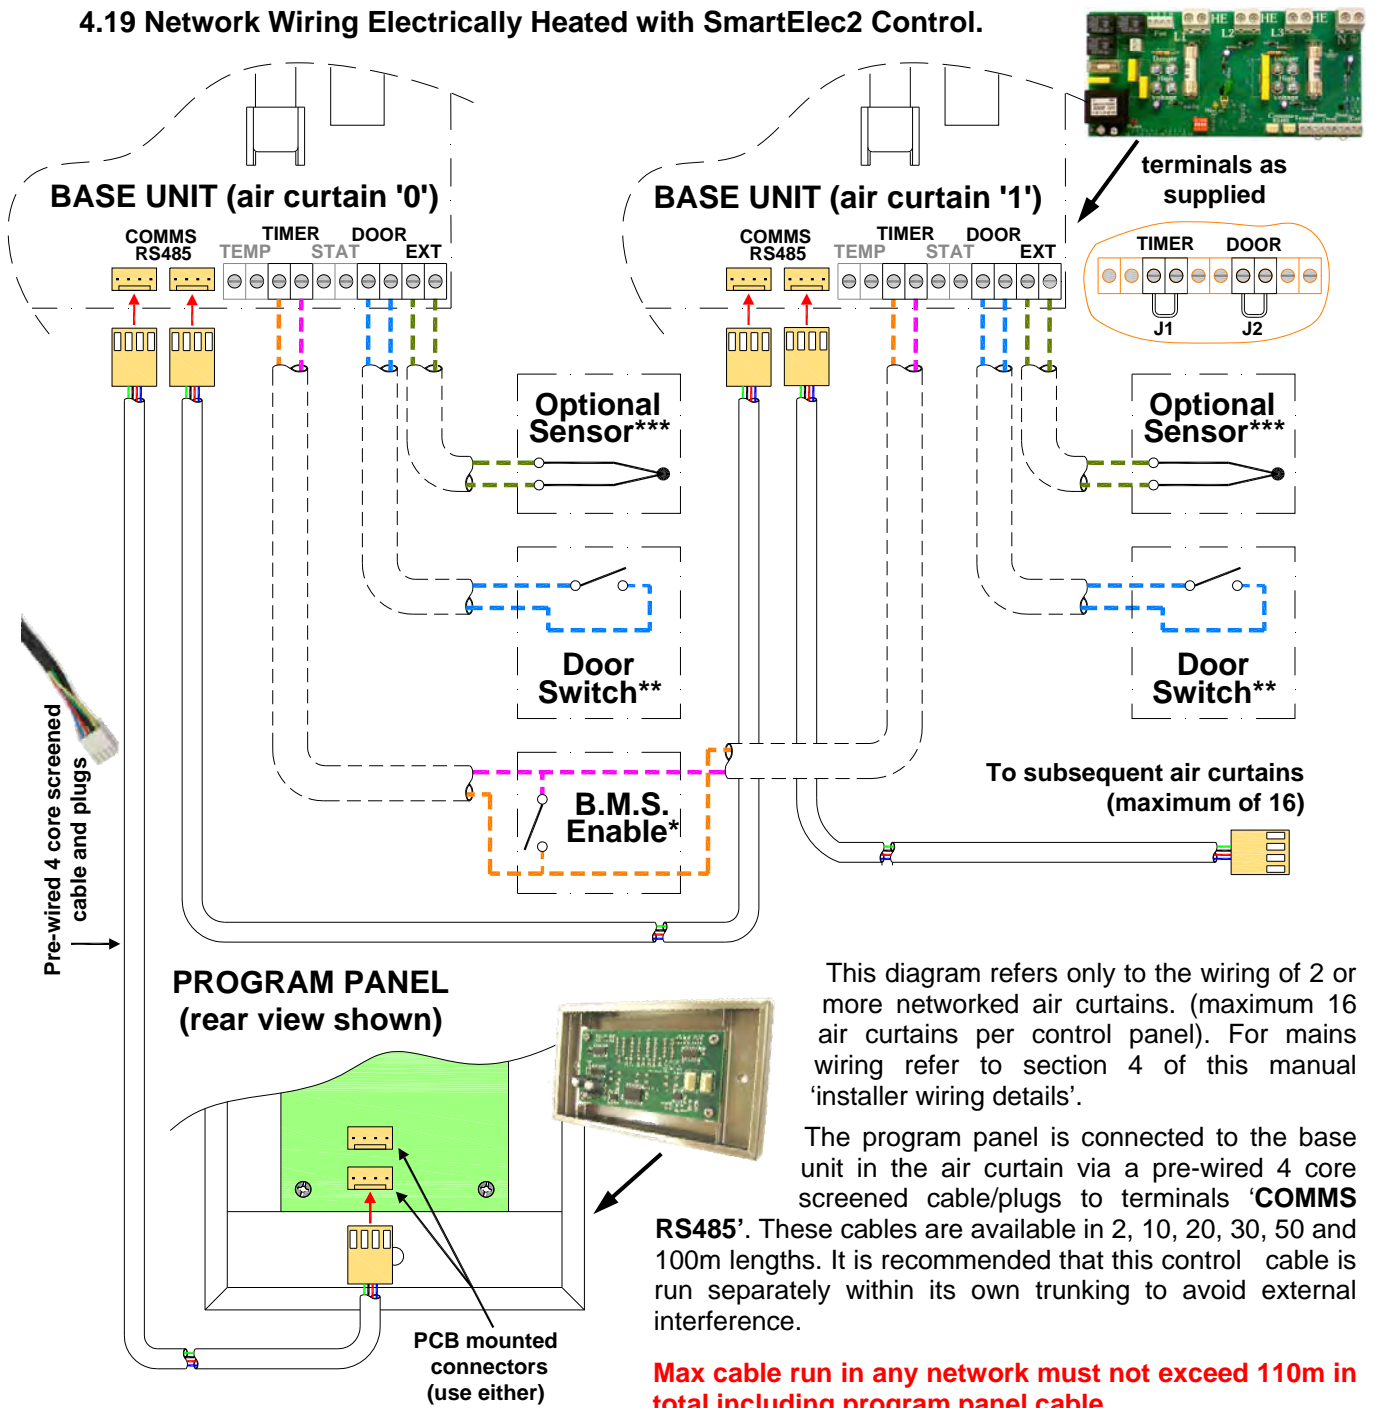 4.19 Network Wiring Electrically Heated with SmartElec2 Control.
terminals as
supplied
TIMER DOOR
J1 J2
BASE UNIT (air curtain '0')
COMMS
RS485
TEMP TIMER STAT DOOR EXT
BASE UNIT (air curtain '1')
COMMS
RS485
TEMP TIMER STAT DOOR EXT
Optional
Sensor***
Optional
Sensor***
Door
Switch**
Door
Switch**
B.M.S.
Enable*
To subsequent air curtains
(maximum of 16)
Pre-wired 4 core screened
cable and plugs
PROGRAM PANEL
(rear view shown)
PCB mounted
connectors
(use either)
This diagram refers only to the wiring of 2 or
more networked air curtains. (maximum 16
air curtains per control panel). For mains
wiring refer to section 4 of this manual
‘installer wiring details’.
The program panel is connected to the base
unit in the air curtain via a pre-wired 4 core
screened cable/plugs to terminals ‘COMMS
RS485’. These cables are available in 2, 10, 20, 30, 50 and
100m lengths. It is recommended that this control cable is
run separately within its own trunking to avoid external
interference.
Max cable run in any network must not exceed 110m in
total including program panel cable